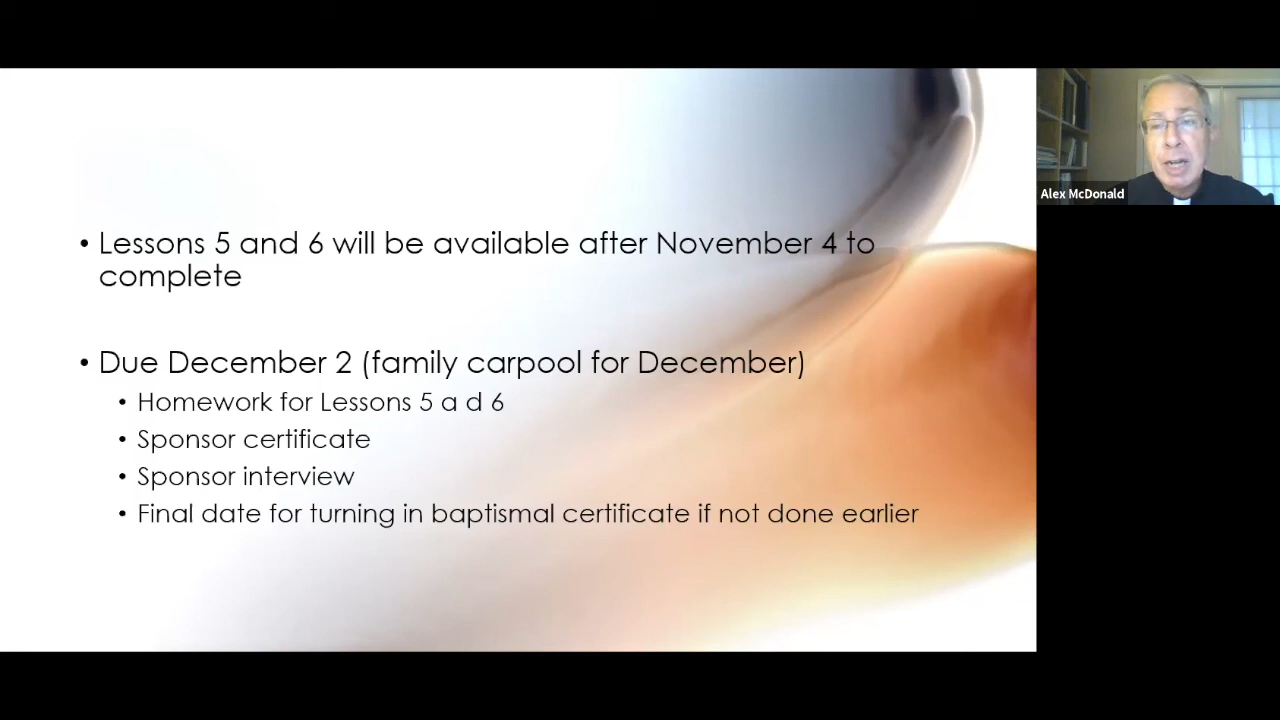 • Lessons 5 and 6 will be available after November 4 to
complete
• Due December 2 (family carpool for December)
• Homework for Lessons 5 a d 6
• Sponsor certificate
• Sponsor interview
• Final date for turning in baptismal certificate if not done earlier
Alex McDonald